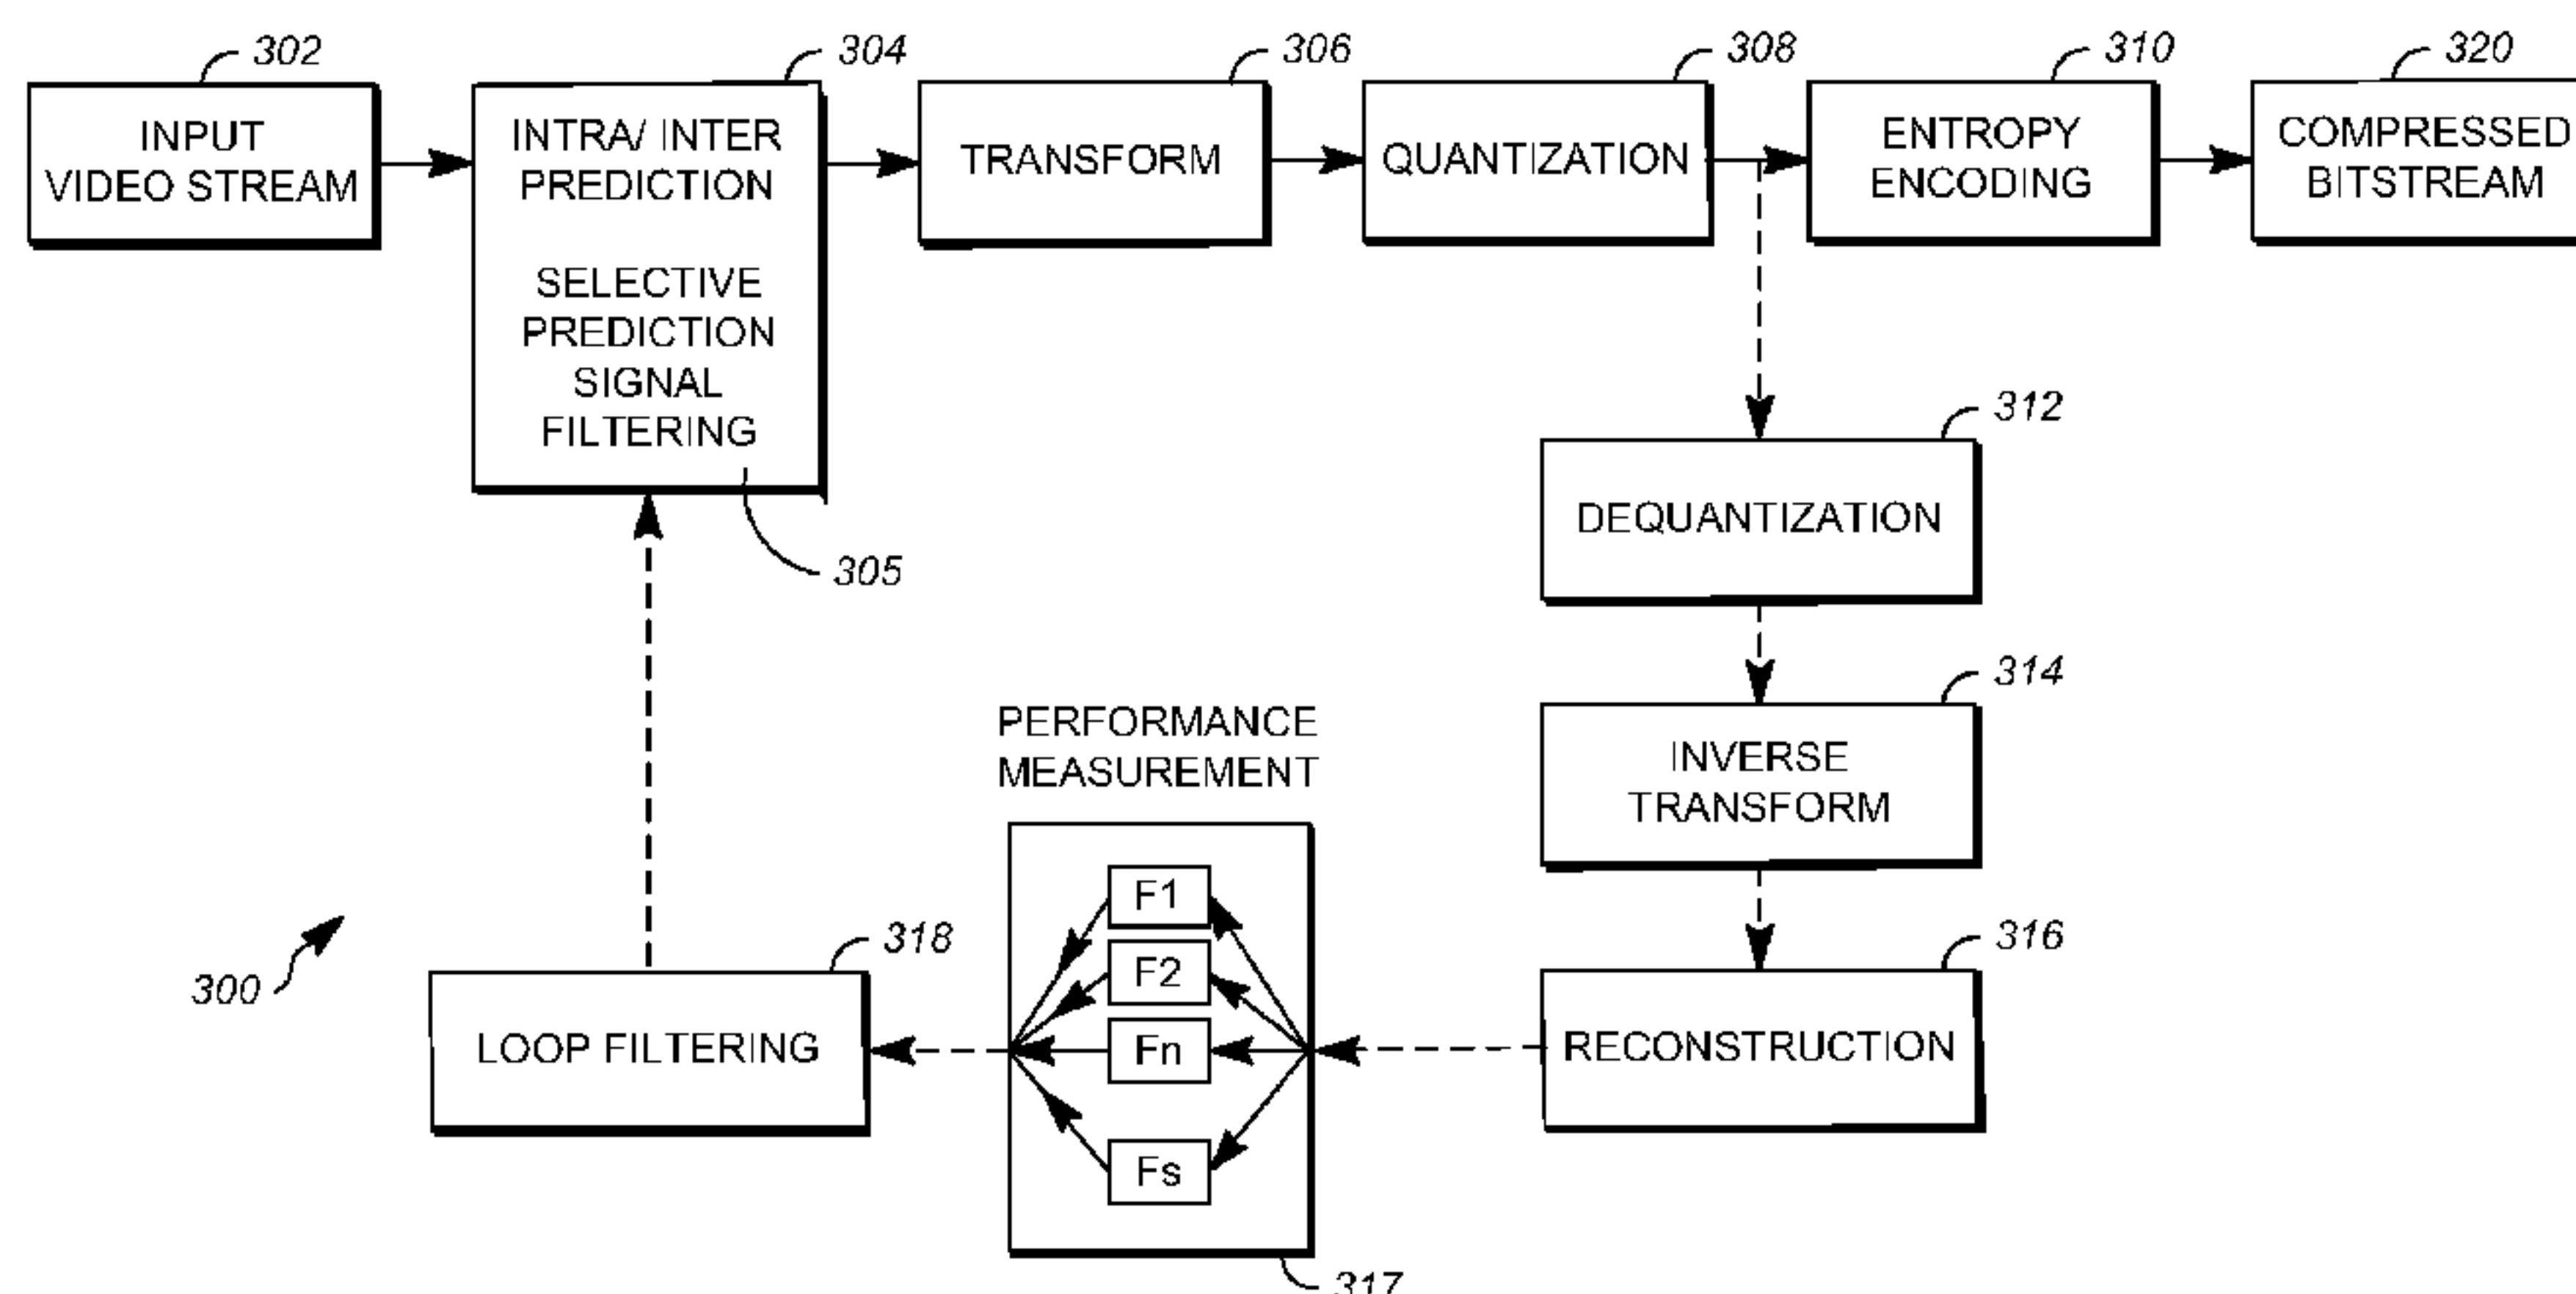 302
304
306
308
310
320
INPUT
VIDEO STREAM
INTRA/ INTER
PREDICTION
SELECTIVE
PREDICTION
SIGNAL
FILTERING
TRANSFORM
QUANTIZATION
ENTROPY
ENCODING
COMPRESSED
BITSTREAM
305
312
DEQUANTIZATION
314
INVERSE
TRANSFORM
PERFORMANCE
MEASUREMENT
316
RECONSTRUCTION
F1
F2
Fn
Fs
317
318
LOOP FILTERING
300